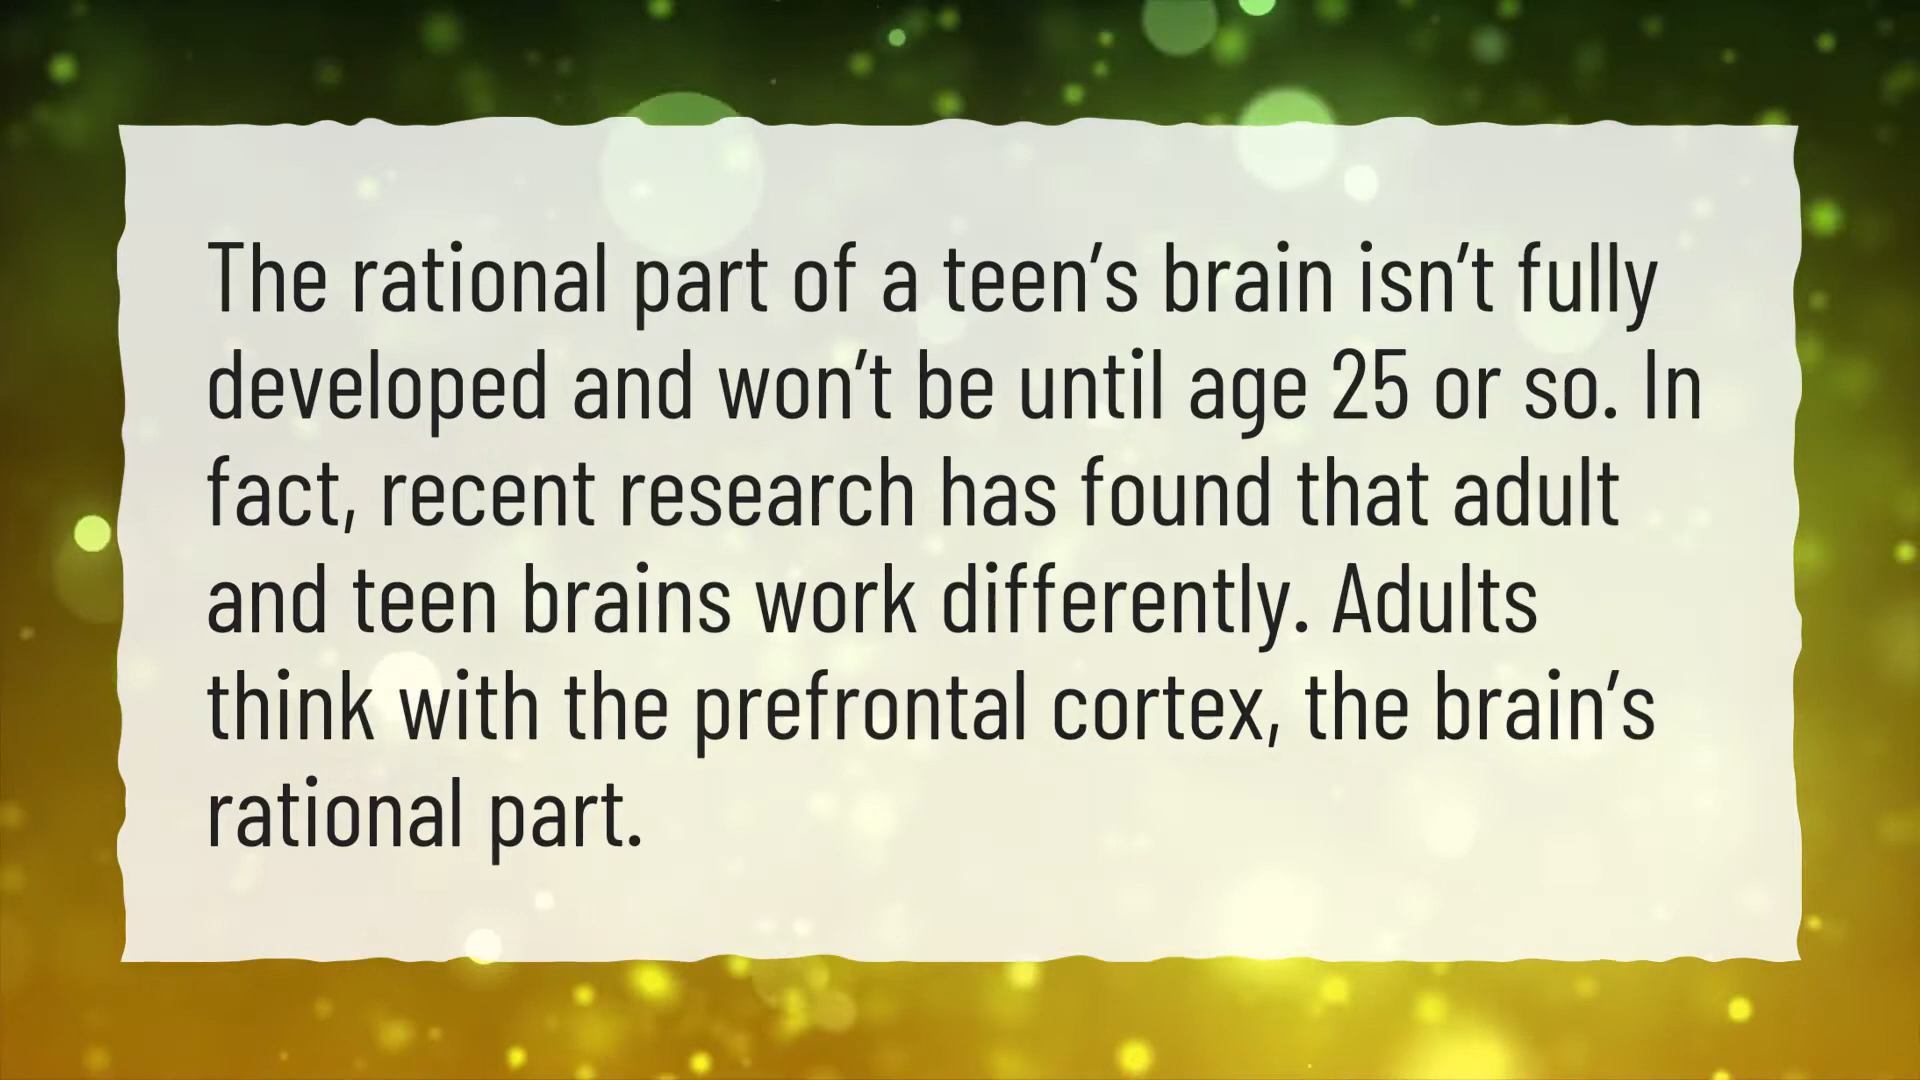 The rational part of a teen’s brain isn’t fully
developed and won’t be until age 25 or so. In
fact, recent research has found that adult
and teen brains work differently. Adults
think with the prefrontal cortex, the brain’s
rational part.